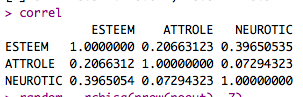 > correl
ESTEEM ATTROLE NEUROTIC
ESTEEM 1.0000000 0.20663123 0.39650535
ATTROLE 0.2066312 1.00000000 0.07294323
NEUROTIC 0.3965054 0.07294323 1.00000000